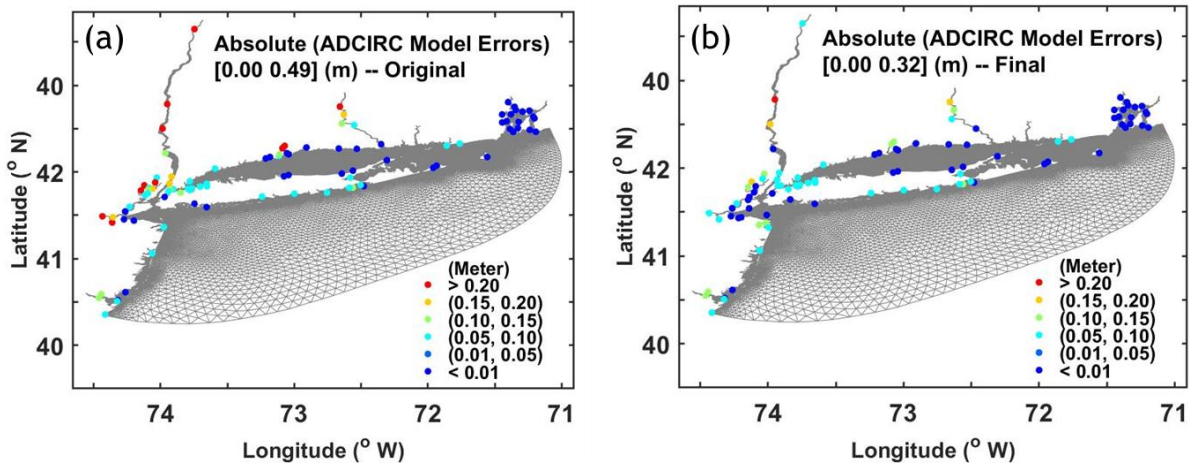 (a)
Absolute (ADCIRC Model Errors)
[0.00 0.49] (m) -- Original
40
42
41
40
Latitude (° N)
(Meter)
> 0.20
(0.15, 0.20)
(0.10, 0.15)
(0.05, 0.10)
(0.01, 0.05)
< 0.01
74
73
72
71
Longitude (° W)
(b)
Absolute (ADCIRC Model Errors)
[0.00 0.32] (m) -- Final
40
42
41
40
Latitude (° N)
(Meter)
> 0.20
(0.15, 0.20)
(0.10, 0.15)
(0.05, 0.10)
(0.01, 0.05)
< 0.01
74
73
72
71
Longitude (° W)